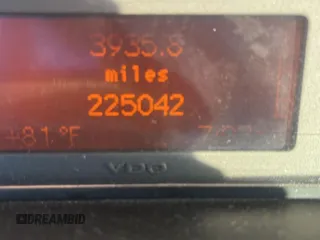 3935.8
miles
225042
+81.°F
VDO
DREAMBID